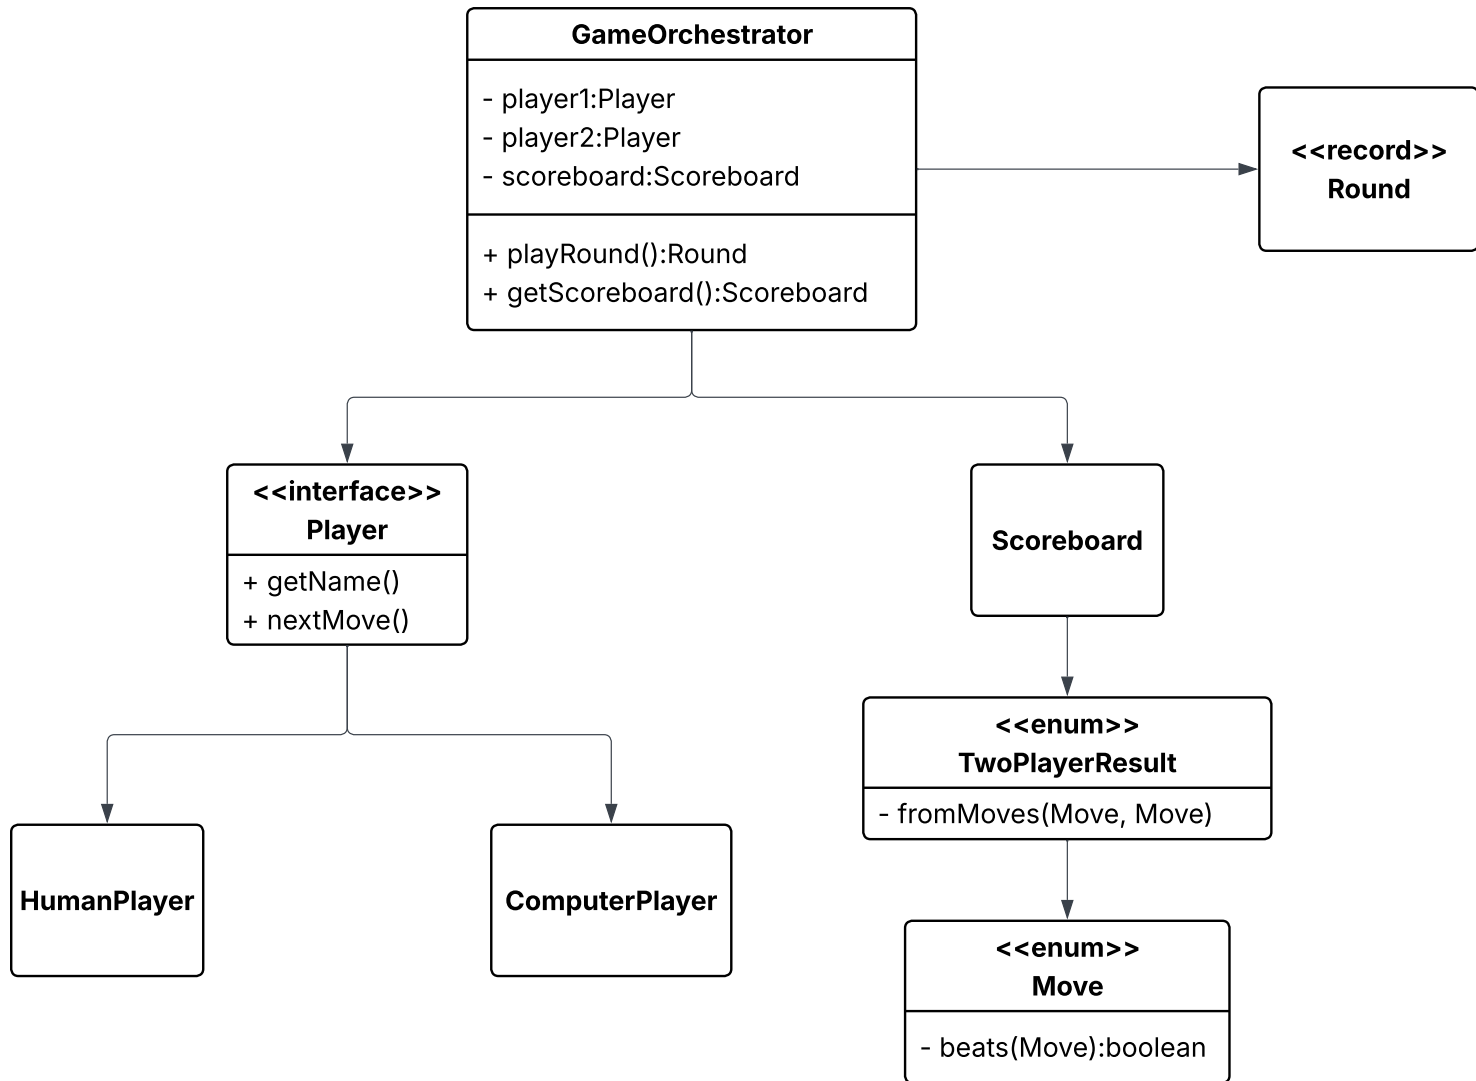 GameOrchestrator
- player1:Player
- player2:Player
- scoreboard:Scoreboard
+ playRound():Round
+ getScoreboard():Scoreboard
<<record>>
Round
<<interface>>
Player
+ getName()
+ nextMove()
Scoreboard
<<enum>>
TwoPlayerResult
- fromMoves(Move, Move)
HumanPlayer
ComputerPlayer
<<enum>>
Move
- beats(Move):boolean